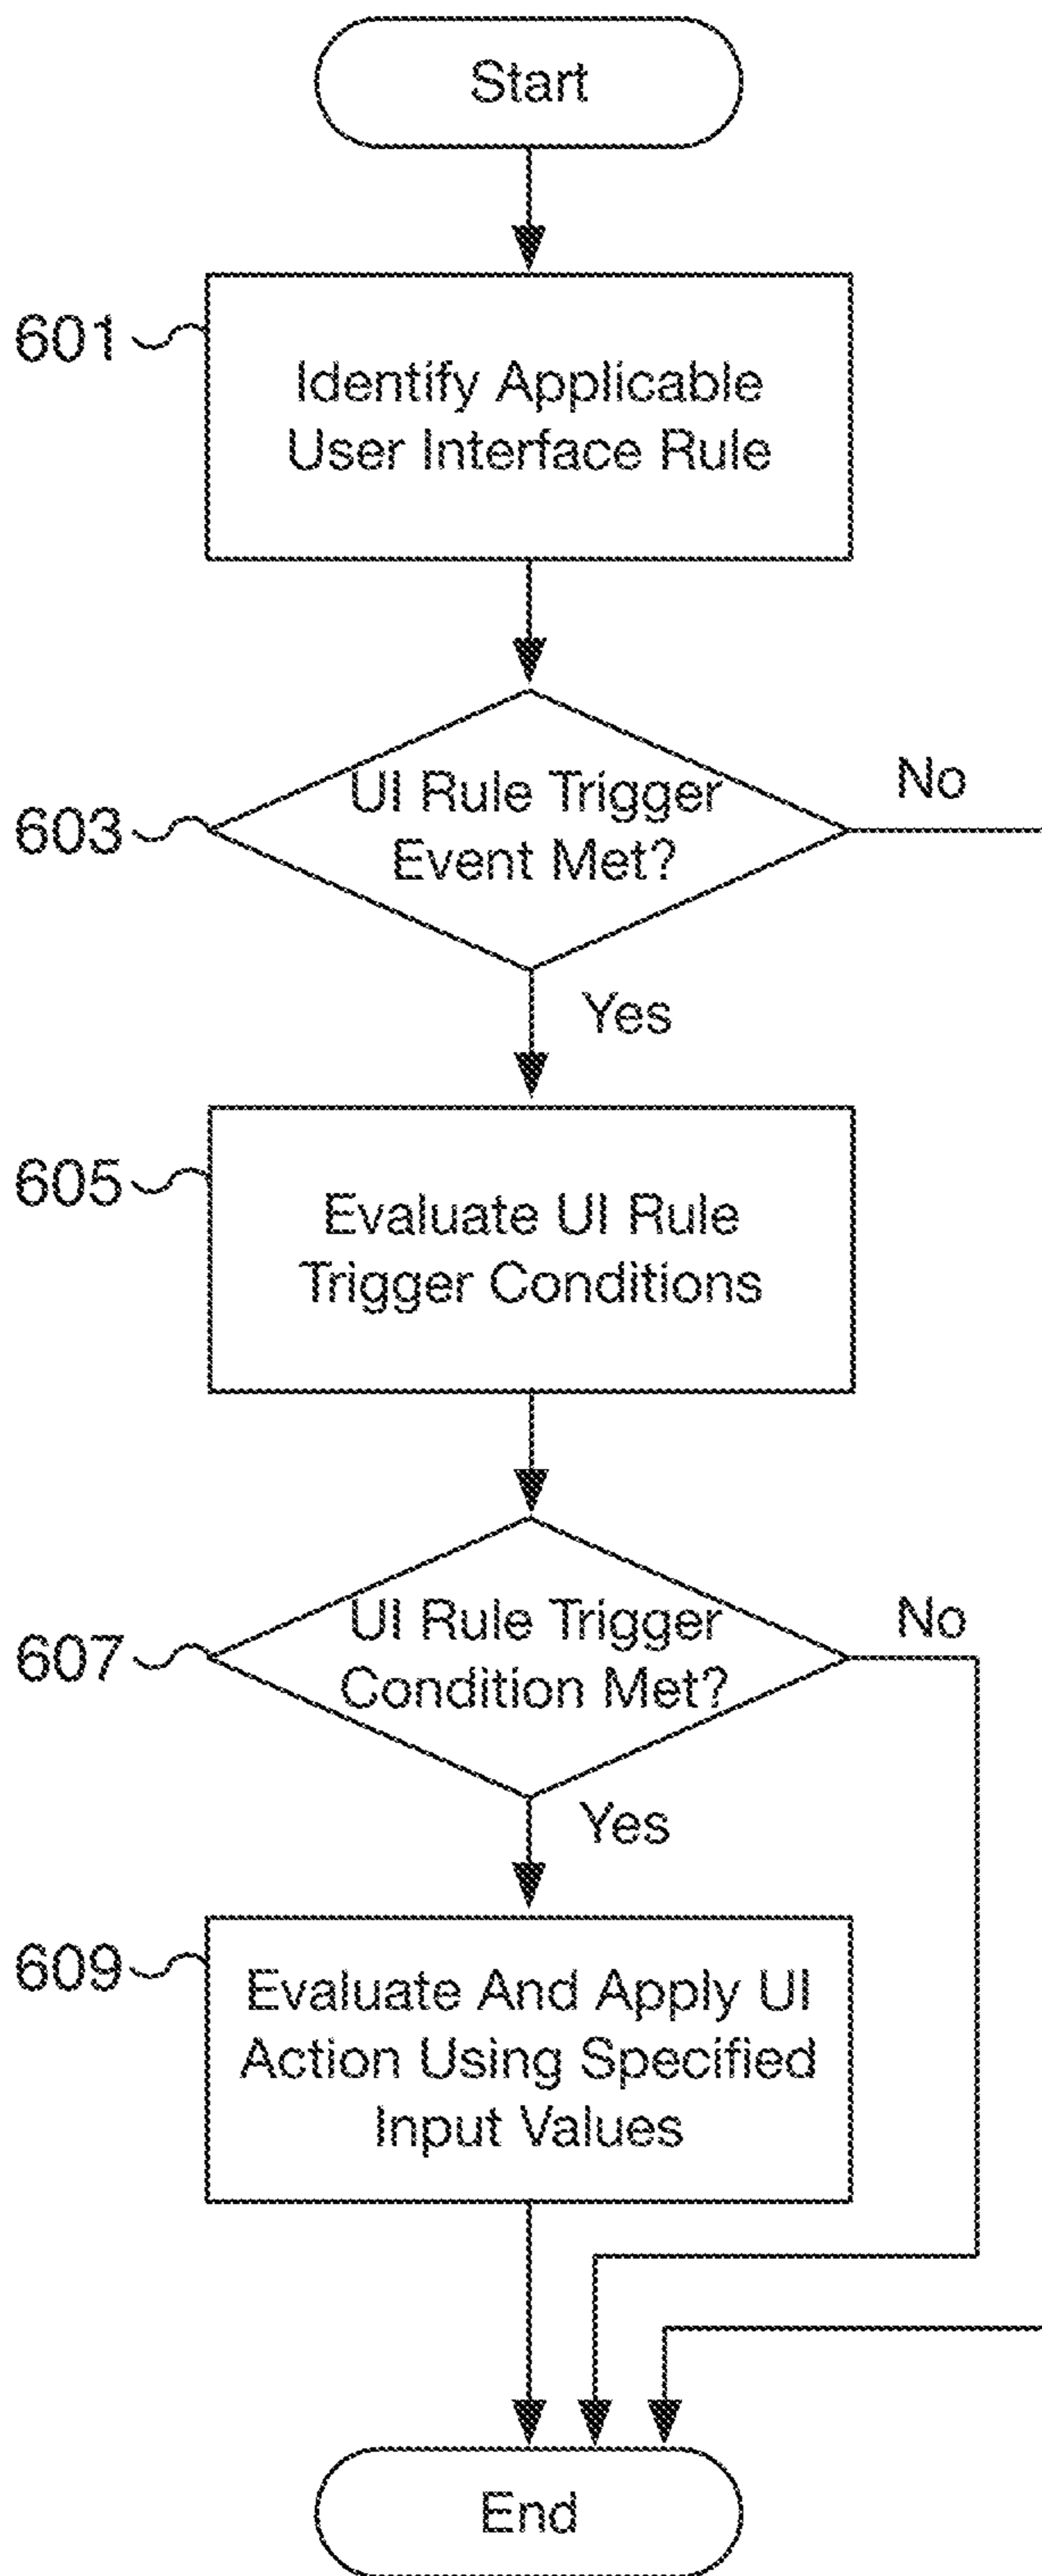 Start
601
Identify Applicable
User Interface Rule
603
UI Rule Trigger
Event Met?
No
Yes
605
Evaluate UI Rule
Trigger Conditions
607
UI Rule Trigger
Condition Met?
No
Yes
609
Evaluate And Apply UI
Action Using Specified
Input Values
End